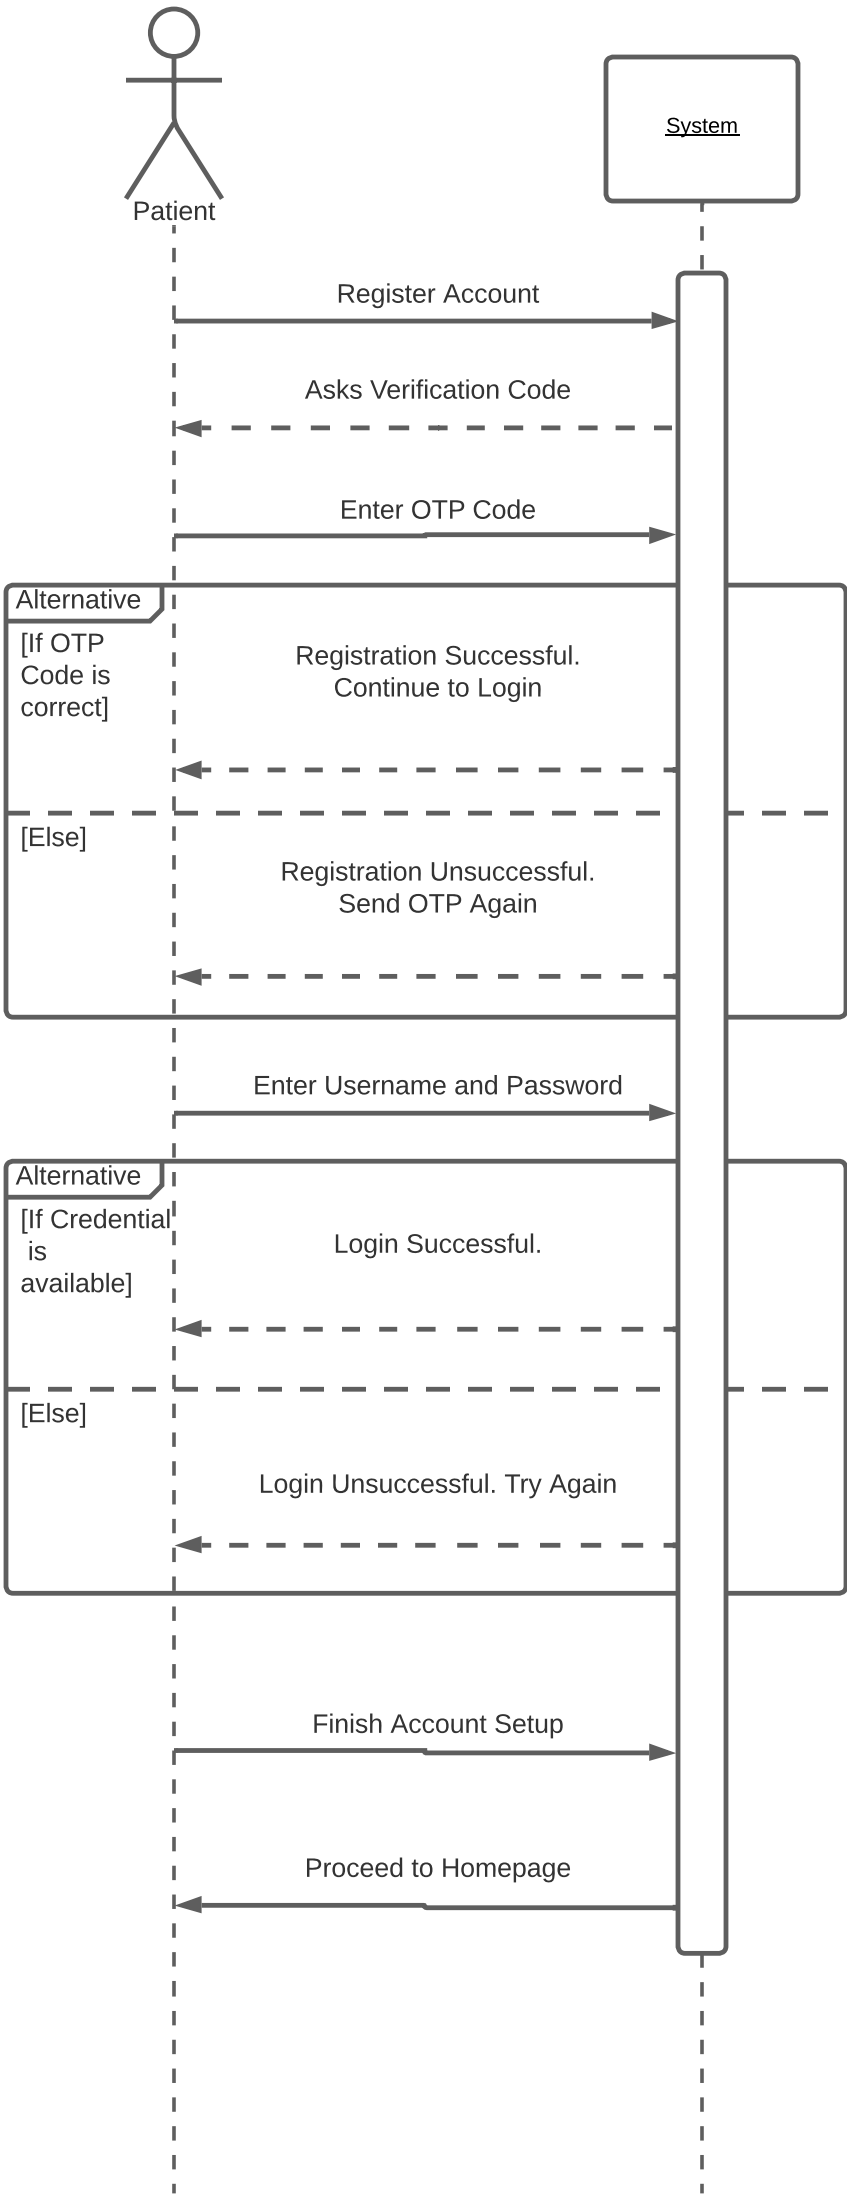 System
Patient
Register Account
Asks Verification Code
Enter OTP Code
Alternative
[If OTP
Code is
correct]
Registration Successful.
Continue to Login
[Else]
Registration Unsuccessful.
Send OTP Again
Enter Username and Password
Alternative
[If Credential
is
available]
Login Successful.
[Else]
Login Unsuccessful. Try Again
Finish Account Setup
Proceed to Homepage